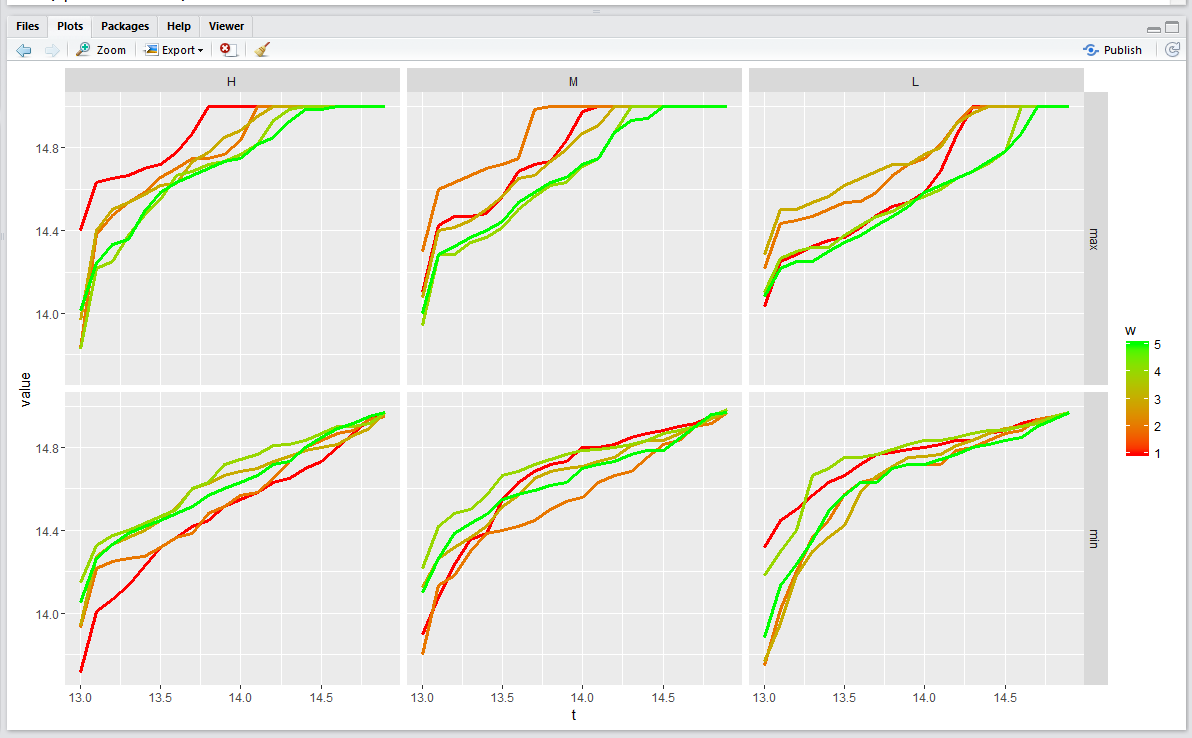 Files Plots Packages Help Viewer
Zoom Export Publish
H M L
14.8
14.4
14.0
max
value
w
5
4
3
2
1
14.8
14.4
14.0
min
13.0 13.5 14.0 14.5 13.0 13.5 14.0 14.5 13.0 13.5 14.0 14.5
t